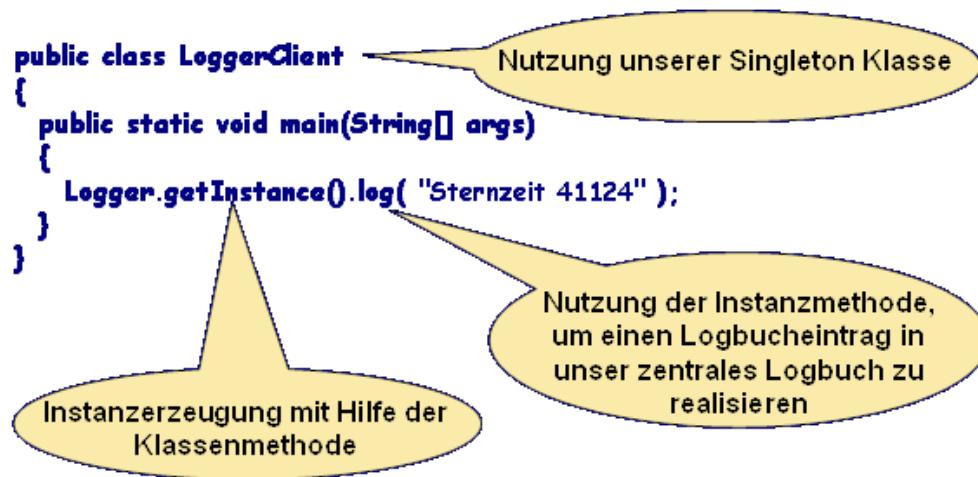 public class LoggerClient
{
public static void main(String[] args)
{
Logger.getInstance().log( "Sternzeit 41124" );
}
}
Nutzung unserer Singleton Klasse
Nutzung der Instanzmethode,
um einen Logbucheintrag in
unser zentrales Logbuch zu
realisieren
Instanzerzeugung mit Hilfe der
Klassenmethode